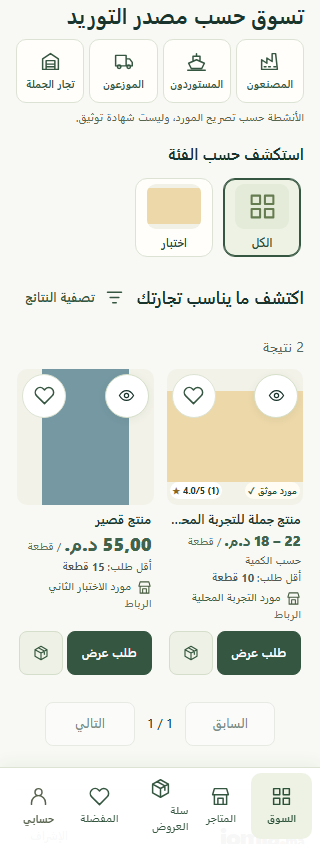 تسوق حسب مصدر التوريد
المصنعون
المستوردون
الموزعون
تجار الجملة
الأنشطة حسب تصريح المورد، وليست شهادة توثيق.
استكشف حسب الفئة
الكل
اختبار
اكتشف ما يناسب تجارتك
تصفية النتائج
2 نتيجة
مورد موثق ✓
★ 4.0/5 (1)
منتج جملة للتجربة المحـ...
18 – 22 د.م. / قطعة
حسب الكمية
أقل طلب: 10 قطعة
مورد التجربة المحلية
الرباط
طلب عرض
منتج قصير
55,00 د.م. / قطعة
أقل طلب: 15 قطعة
مورد الاختبار الثاني
الرباط
طلب عرض
السابق
1 / 1
التالي
السوق
المتاجر
سلة
العروض
المفضلة
حسابي